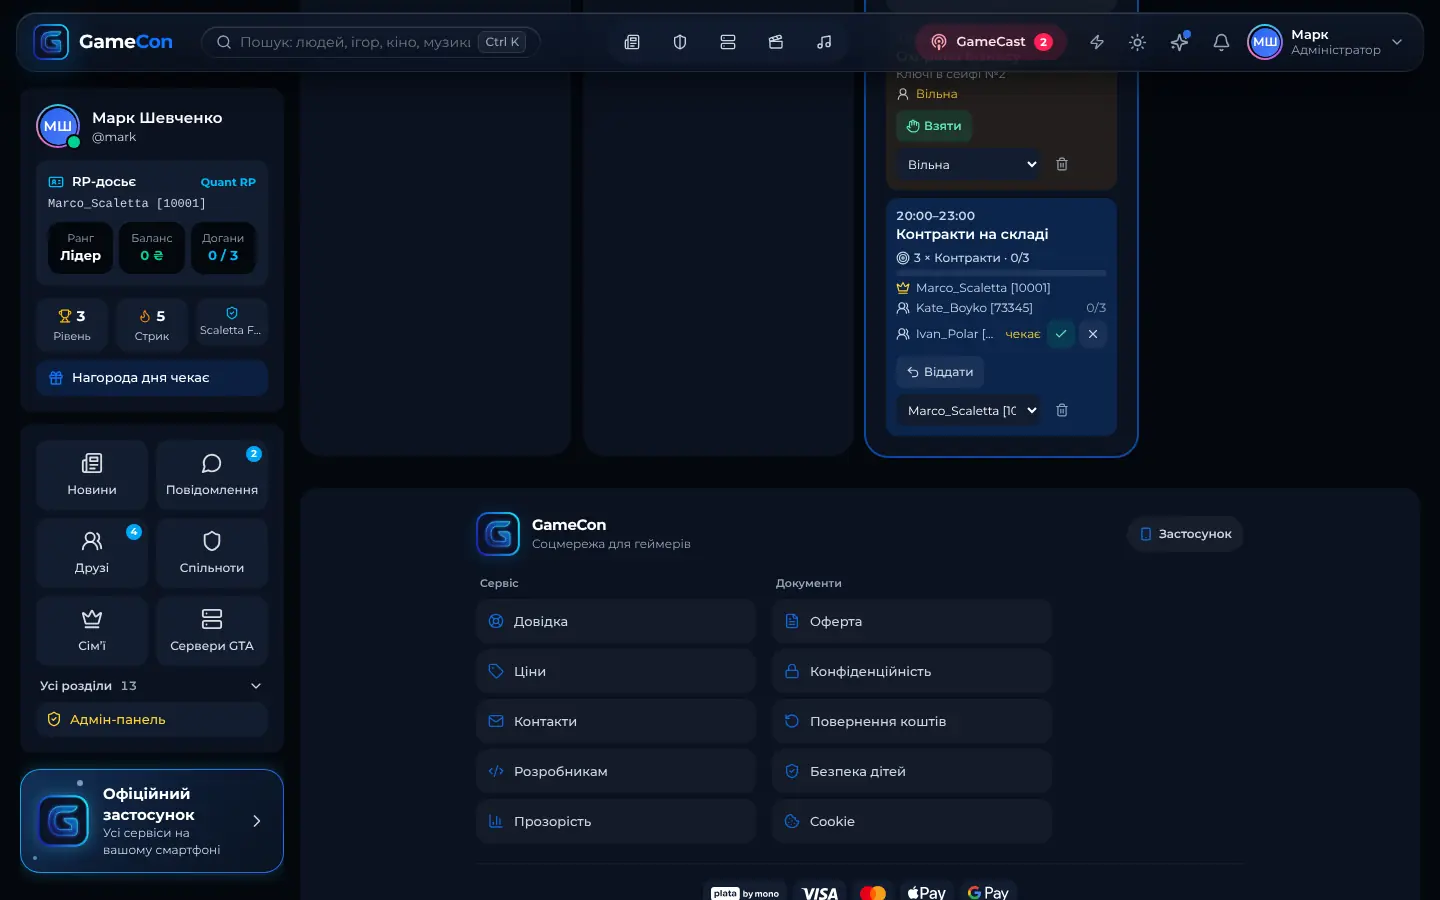 GameCon
Пошук: людей, ігор, кіно, музики
Ctrl K
GameCast 2
МШ
Марк
Адміністратор
МШ
Марк Шевченко
@mark
RP-досьє
Quant RP
Marco_Scaletta [10001]
Ранг
Лідер
Баланс
0 ₴
Догани
0 / 3
3
Рівень
5
Стрик
Scaletta F...
Нагорода дня чекає
Новини
Повідомлення
2
Друзі
4
Спільноти
Сім'ї
Сервери GTA
Усі розділи 13
Адмін-панель
Офіційний
застосунок
Усі сервіси на
вашому смартфоні
Ключі в сейфі №2
Вільна
Взяти
Вільна
20:00–23:00
Контракти на складі
3 × Контракти · 0/3
Marco_Scaletta [10001]
Kate_Boyko [73345]
0/3
Ivan_Polar [...
чекає
Віддати
Marco_Scaletta [10
GameCon
Соцмережа для геймерів
Застосунок
Сервіс
Довідка
Ціни
Контакти
Розробникам
Прозорість
Документи
Оферта
Конфіденційність
Повернення коштів
Безпека дітей
Cookie
plata by mono
VISA
Pay
G Pay